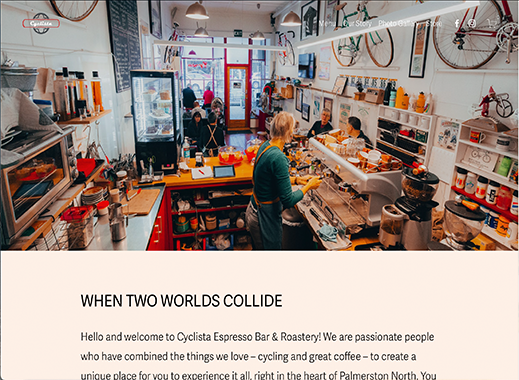 Cyclista
Menu Our Story Photo Gallery Store
WHEN TWO WORLDS COLLIDE
Hello and welcome to Cyclista Espresso Bar & Roastery! We are passionate people
who have combined the things we love – cycling and great coffee – to create a
unique place for you to experience it all, right in the heart of Palmerston North. You